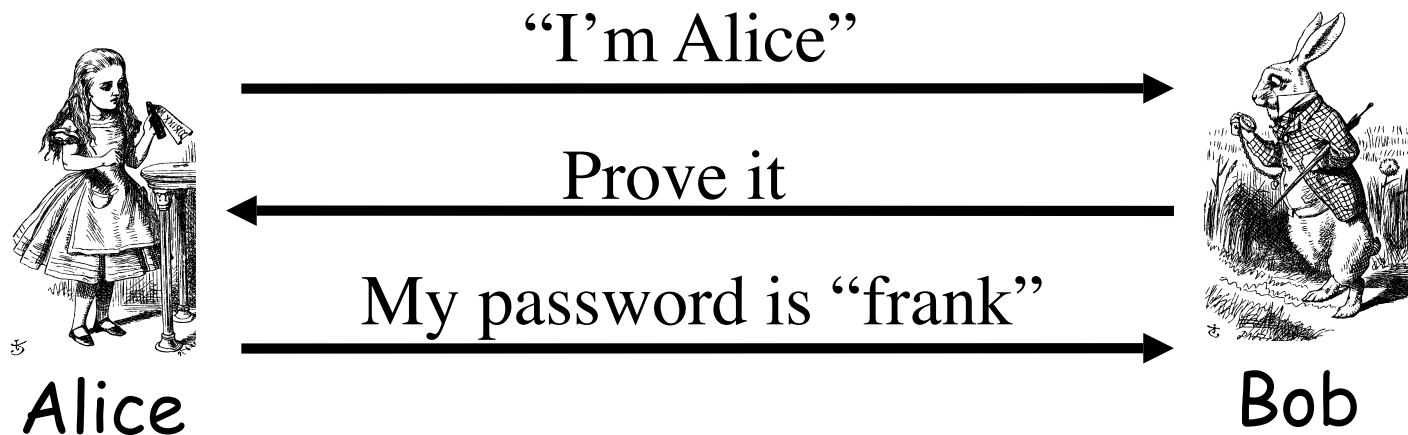 “I’m Alice”
Prove it
My password is “frank”
Alice
Bob